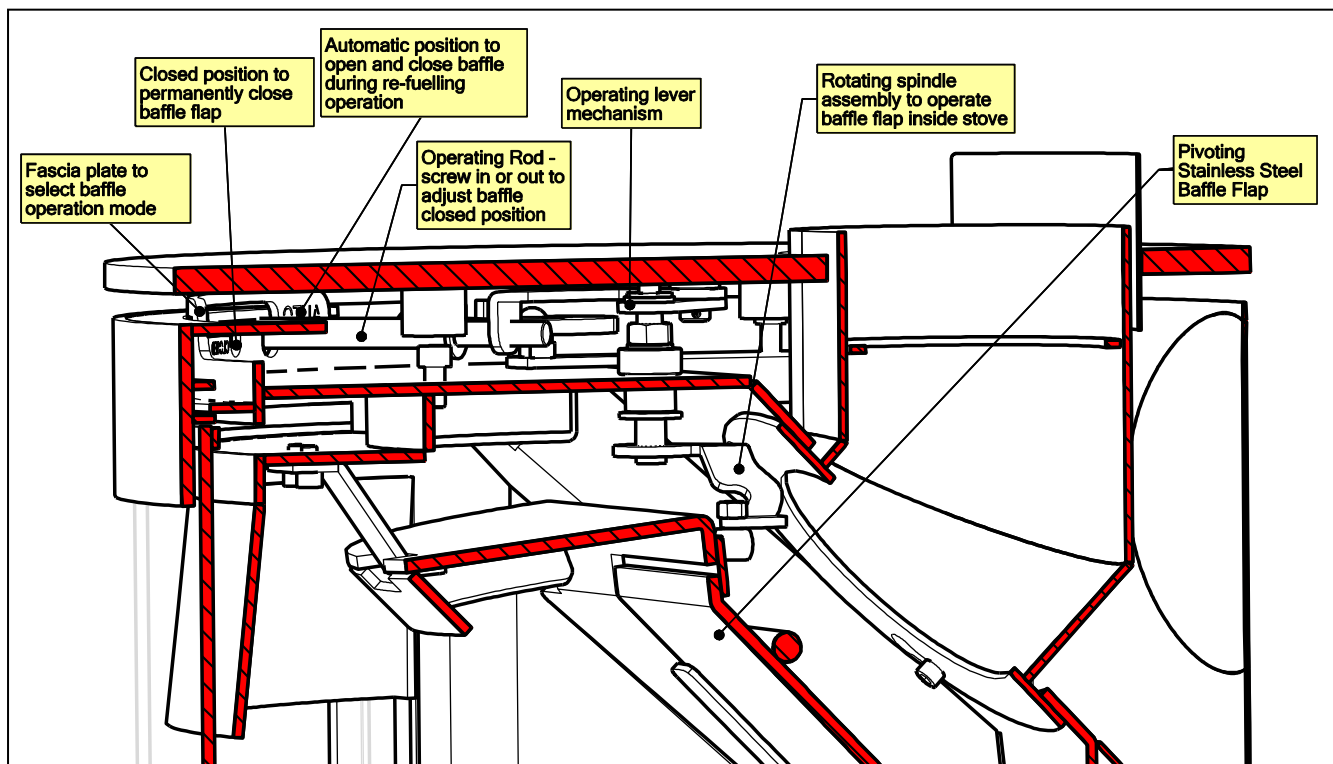 Automatic position to
open and close baffle
during re-fuelling
operation
Closed position to
permanently close
baffle flap
Operating lever
mechanism
Rotating spindle
assembly to operate
baffle flap inside stove
Fascia plate to
select baffle
operation mode
Operating Rod -
screw in or out to
adjust baffle
closed position
Pivoting
Stainless Steel
Baffle Flap